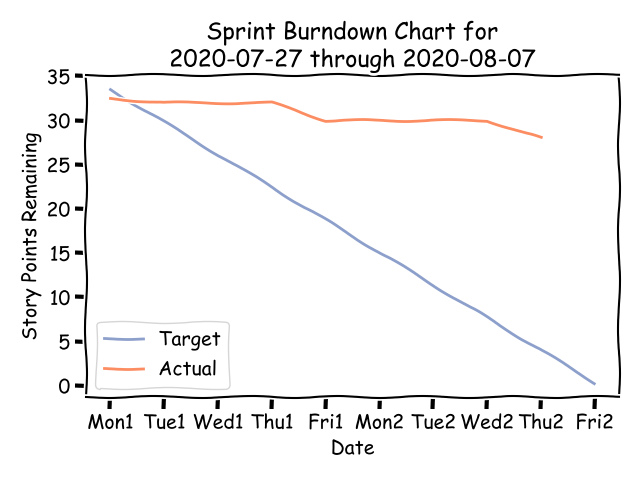 Sprint Burndown Chart for
2020-07-27 through 2020-08-07
Story Points Remaining
35
30
25
20
15
10
5
0
Target
Actual
Mon1 Tue1 Wed1 Thu1 Fri1 Mon2 Tue2 Wed2 Thu2 Fri2
Date